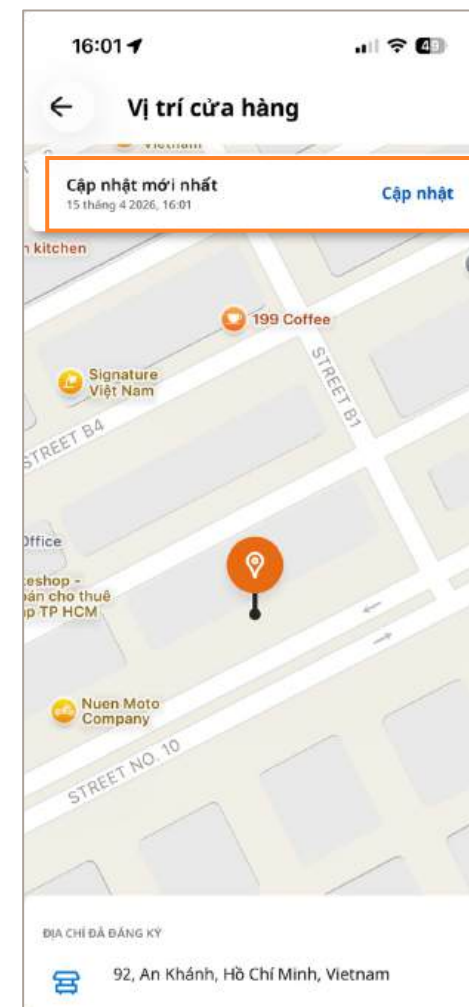 16:01
49
Vị trí cửa hàng
Vietnam
Cập nhật mới nhất
15 tháng 4 2026, 16:01
Cập nhật
kitchen
199 Coffee
Signature
Việt Nam
STREET B1
STREET B4
Office
eshop -
án cho thuê
p TP HCM
Nuen Moto
Company
STREET NO. 10
ĐỊA CHỈ ĐÃ ĐĂNG KÝ
92, An Khánh, Hồ Chí Minh, Vietnam